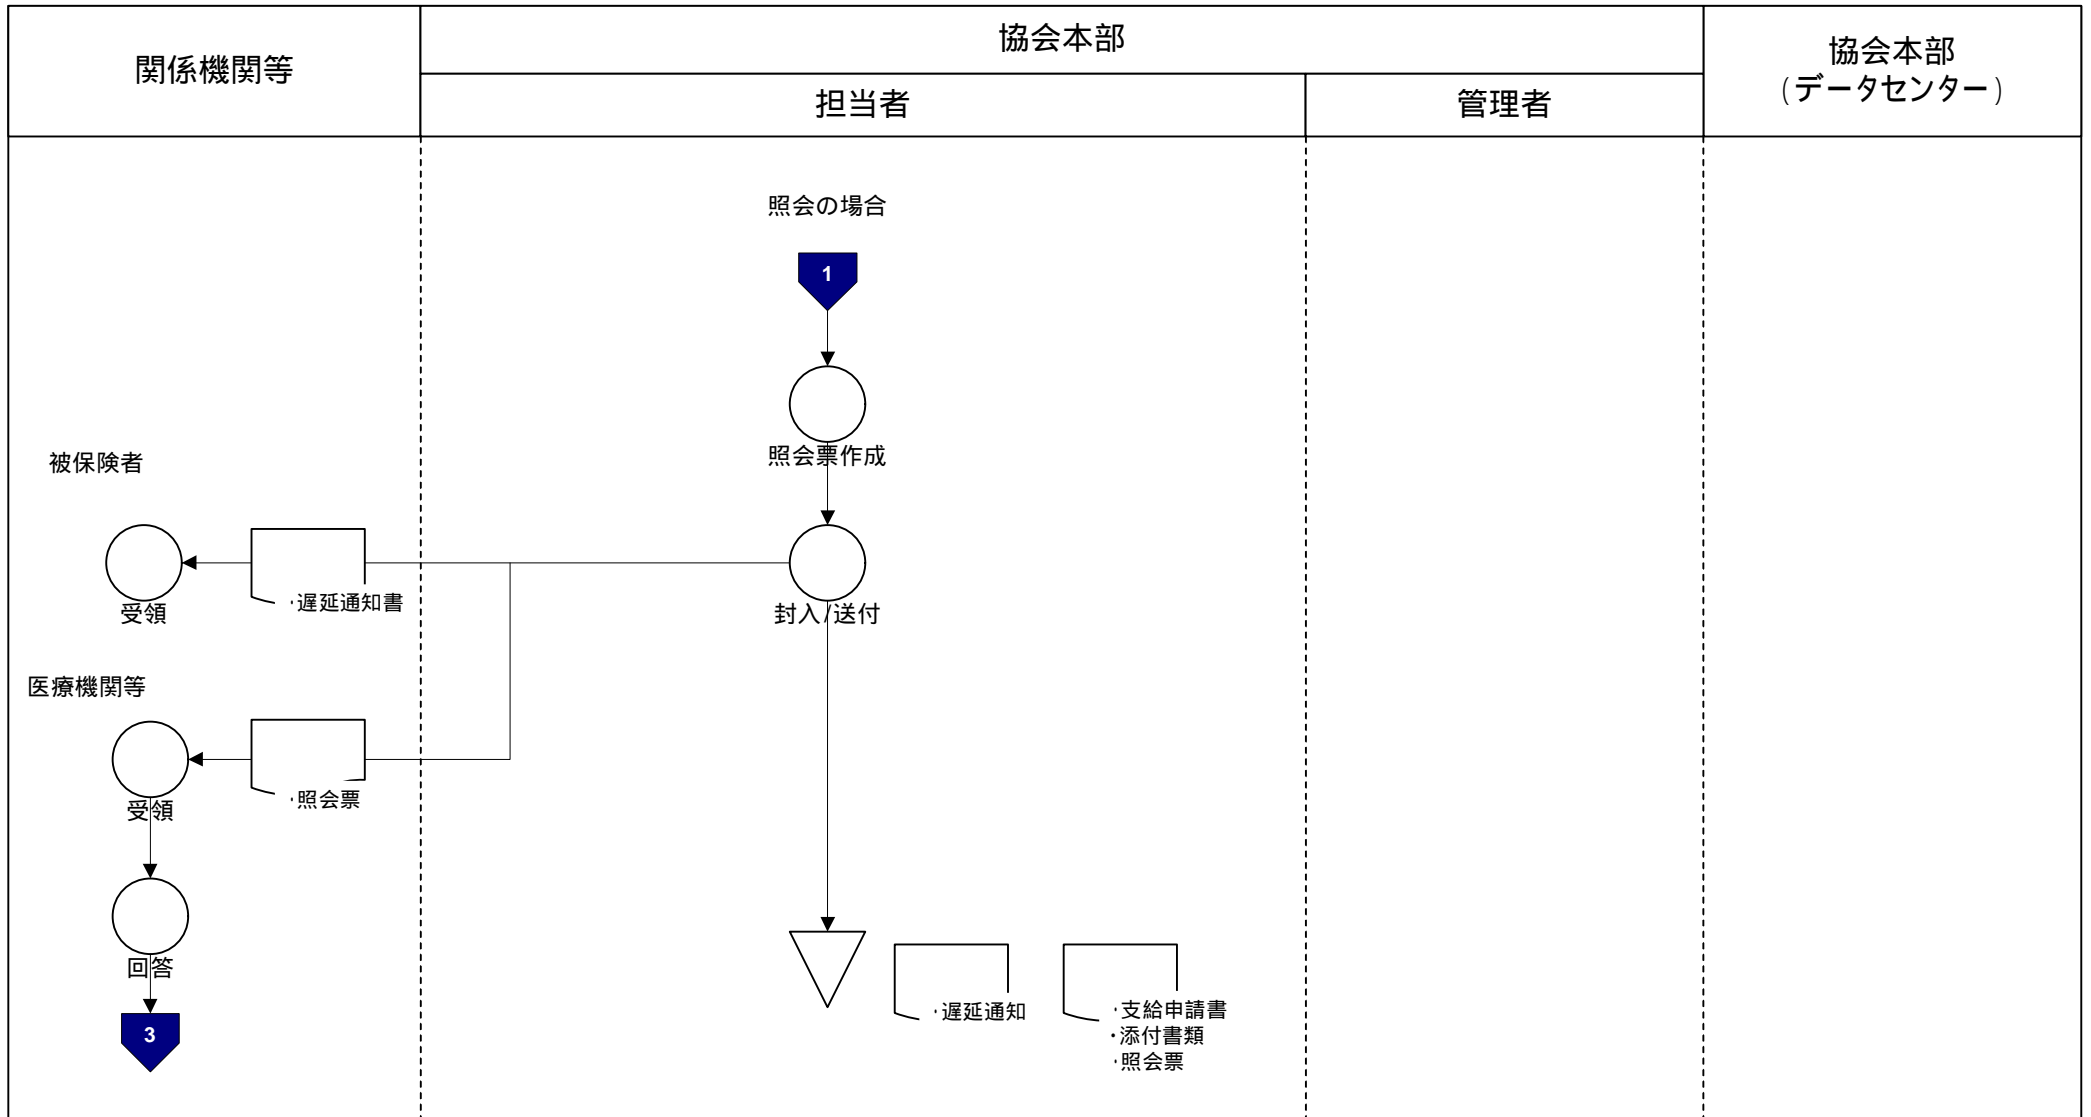 関係機関等
協会本部
担当者
管理者
協会本部
(データセンター)
照会の場合
1
照会票作成
被保険者
・遅延通知書
受領
封入/送付
医療機関等
・照会票
受領
回答
3
・遅延通知
・支給申請書
・添付書類
・照会票